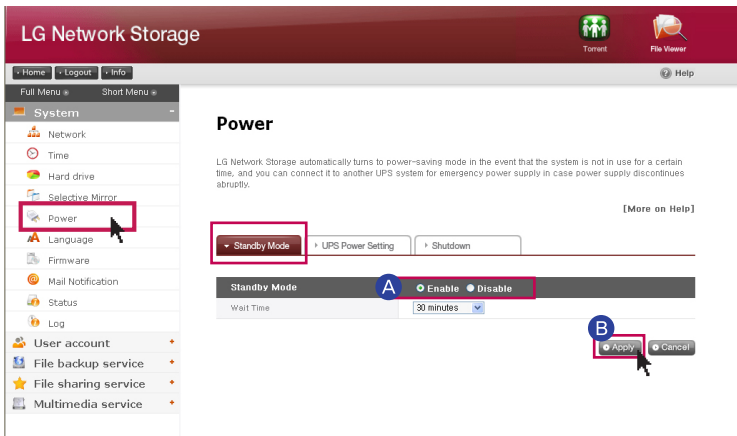 LG Network Storage
Torrent
File Viewer
Home Logout Info
Help
Full Menu Short Menu
System -
Network
Time
Hard drive
Selective Mirror
Power
Language
Firmware
Mail Notification
Status
Log
User account +
File backup service +
File sharing service +
Multimedia service +
Power
LG Network Storage automatically turns to power-saving mode in the event that the system is not in use for a certain
time, and you can connect it to another UPS system for emergency power supply in case power supply discontinues
abruptly.
[More on Help]
Standby Mode UPS Power Setting Shutdown
Standby Mode A Enable Disable
Wait Time 30 minutes
B
Apply Cancel